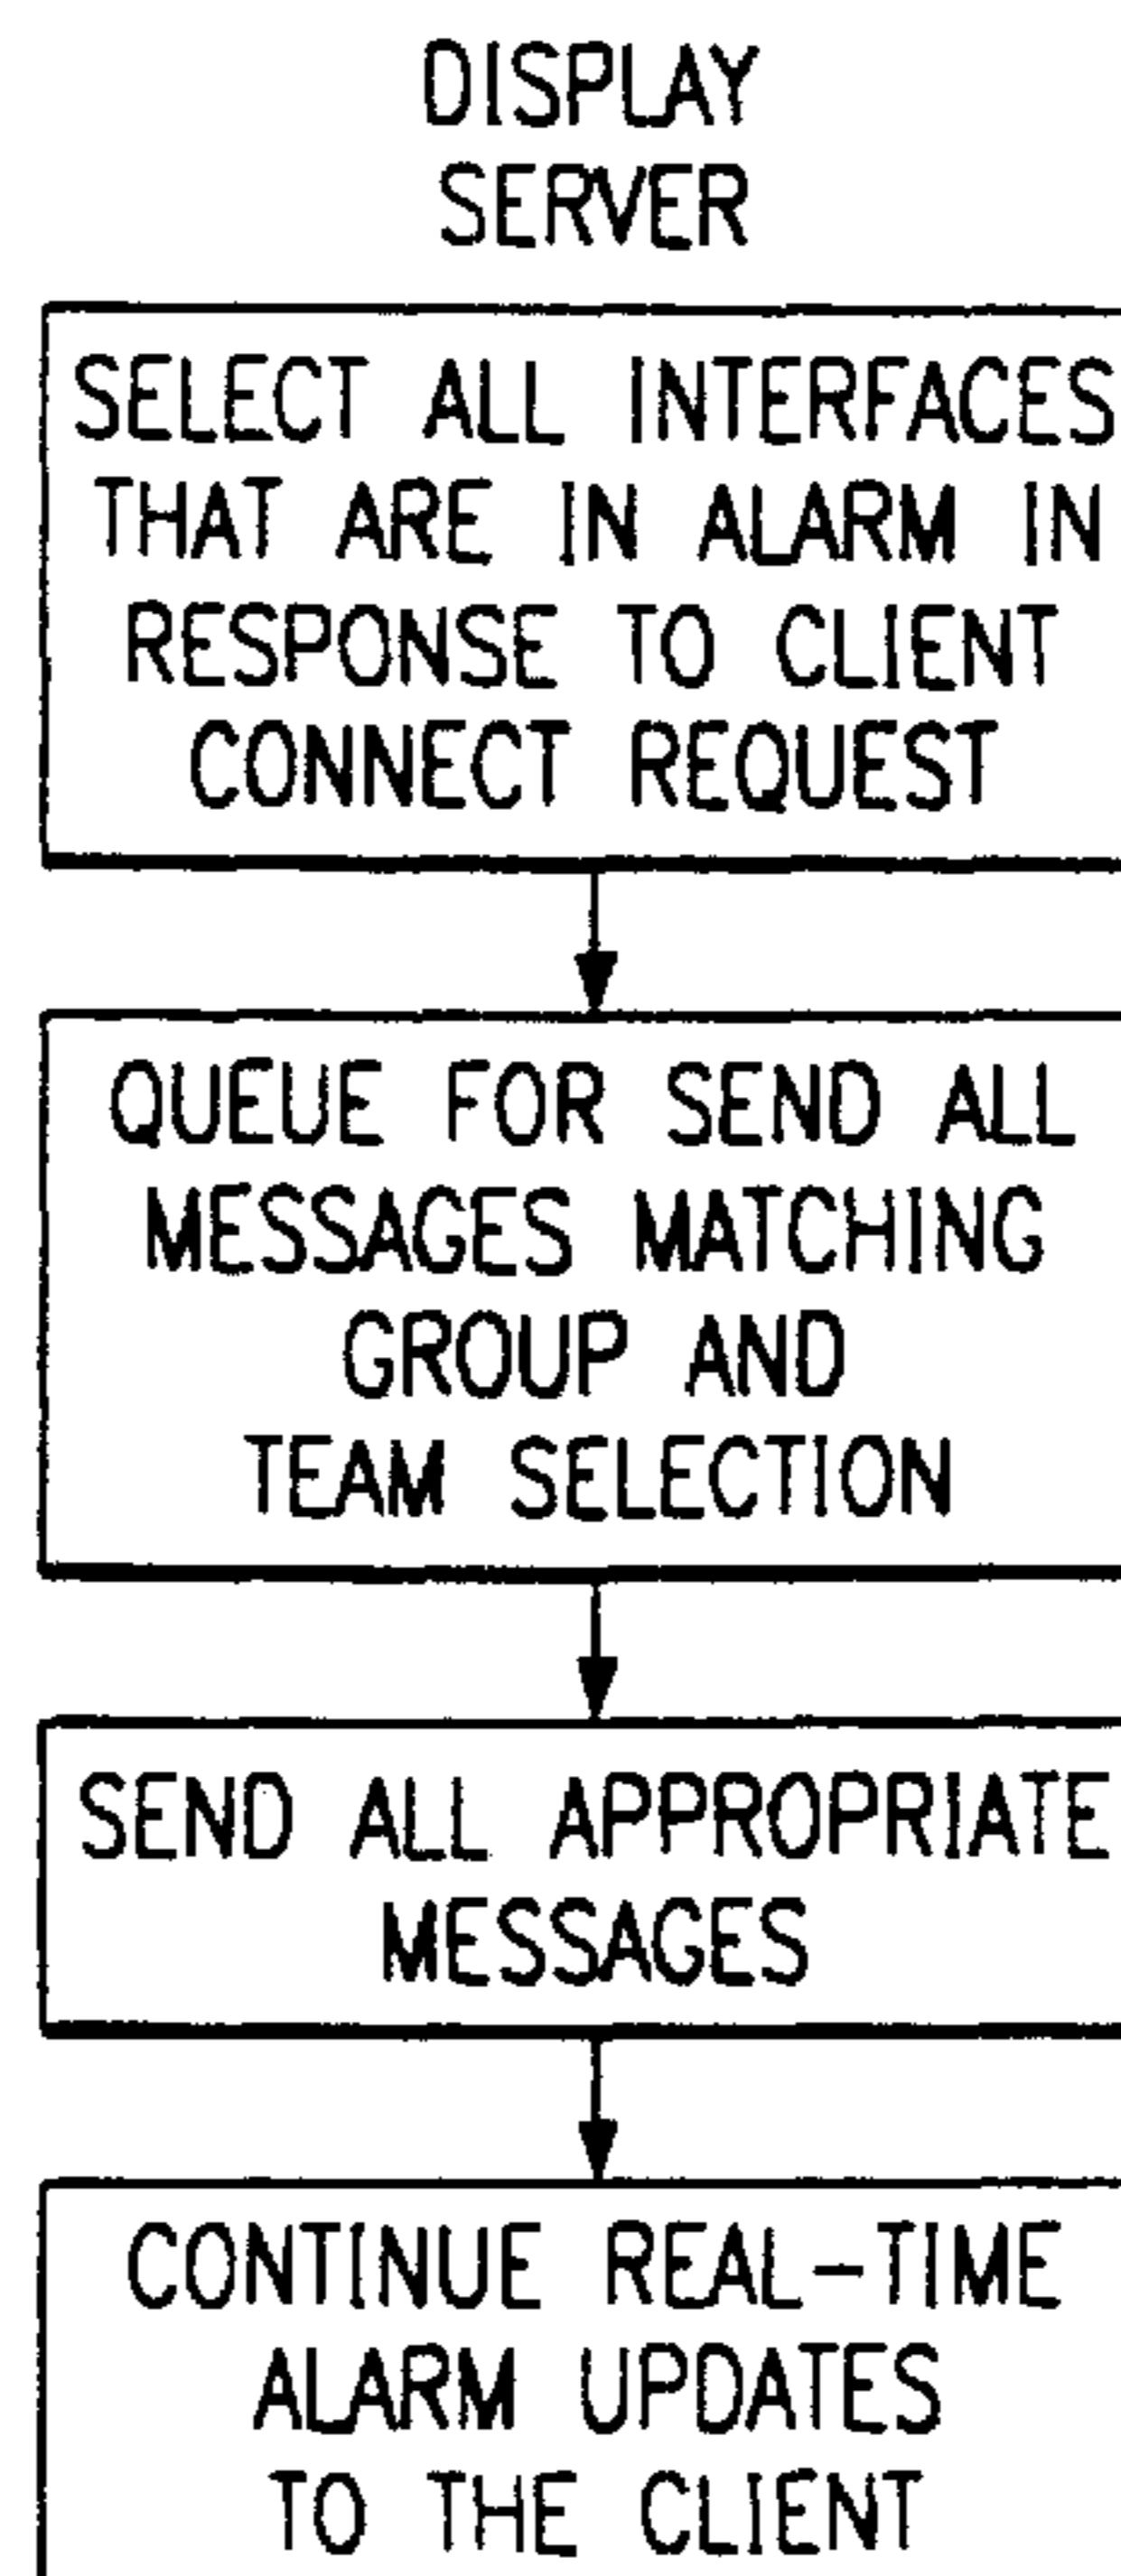 DISPLAY
SERVER
SELECT ALL INTERFACES
THAT ARE IN ALARM IN
RESPONSE TO CLIENT
CONNECT REQUEST
QUEUE FOR SEND ALL
MESSAGES MATCHING
GROUP AND
TEAM SELECTION
SEND ALL APPROPRIATE
MESSAGES
CONTINUE REAL-TIME
ALARM UPDATES
TO THE CLIENT